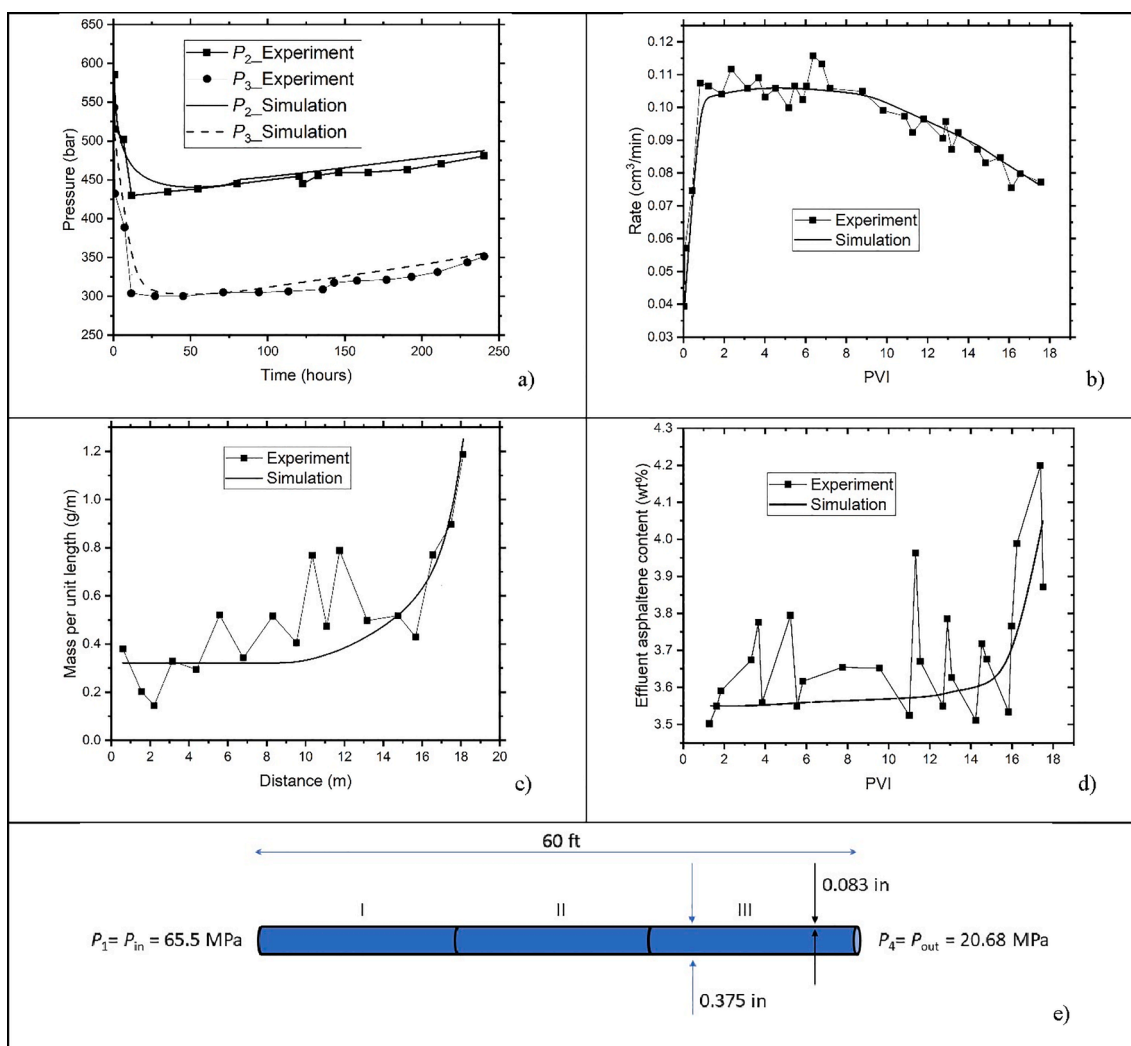 650
600
550
500
450
400
350
300
250
0 50 100 150 200 250
Pressure (bar)
Time (hours)
P2_Experiment
P3_Experiment
P2_Simulation
P3_Simulation
a)
0.12
0.11
0.10
0.09
0.08
0.07
0.06
0.05
0.04
0.03
0 2 4 6 8 10 12 14 16 18
Rate (cm³/min)
PVI
Experiment
Simulation
b)
1.2
1.0
0.8
0.6
0.4
0.2
0.0
0 2 4 6 8 10 12 14 16 18 20
Mass per unit length (g/m)
Distance (m)
Experiment
Simulation
c)
4.3
4.2
4.1
4.0
3.9
3.8
3.7
3.6
3.5
0 2 4 6 8 10 12 14 16 18
Effluent asphaltene content (wt%)
PVI
Experiment
Simulation
d)
60 ft
0.083 in
I II III
P1= Pin = 65.5 MPa
P4= Pout = 20.68 MPa
0.375 in
e)